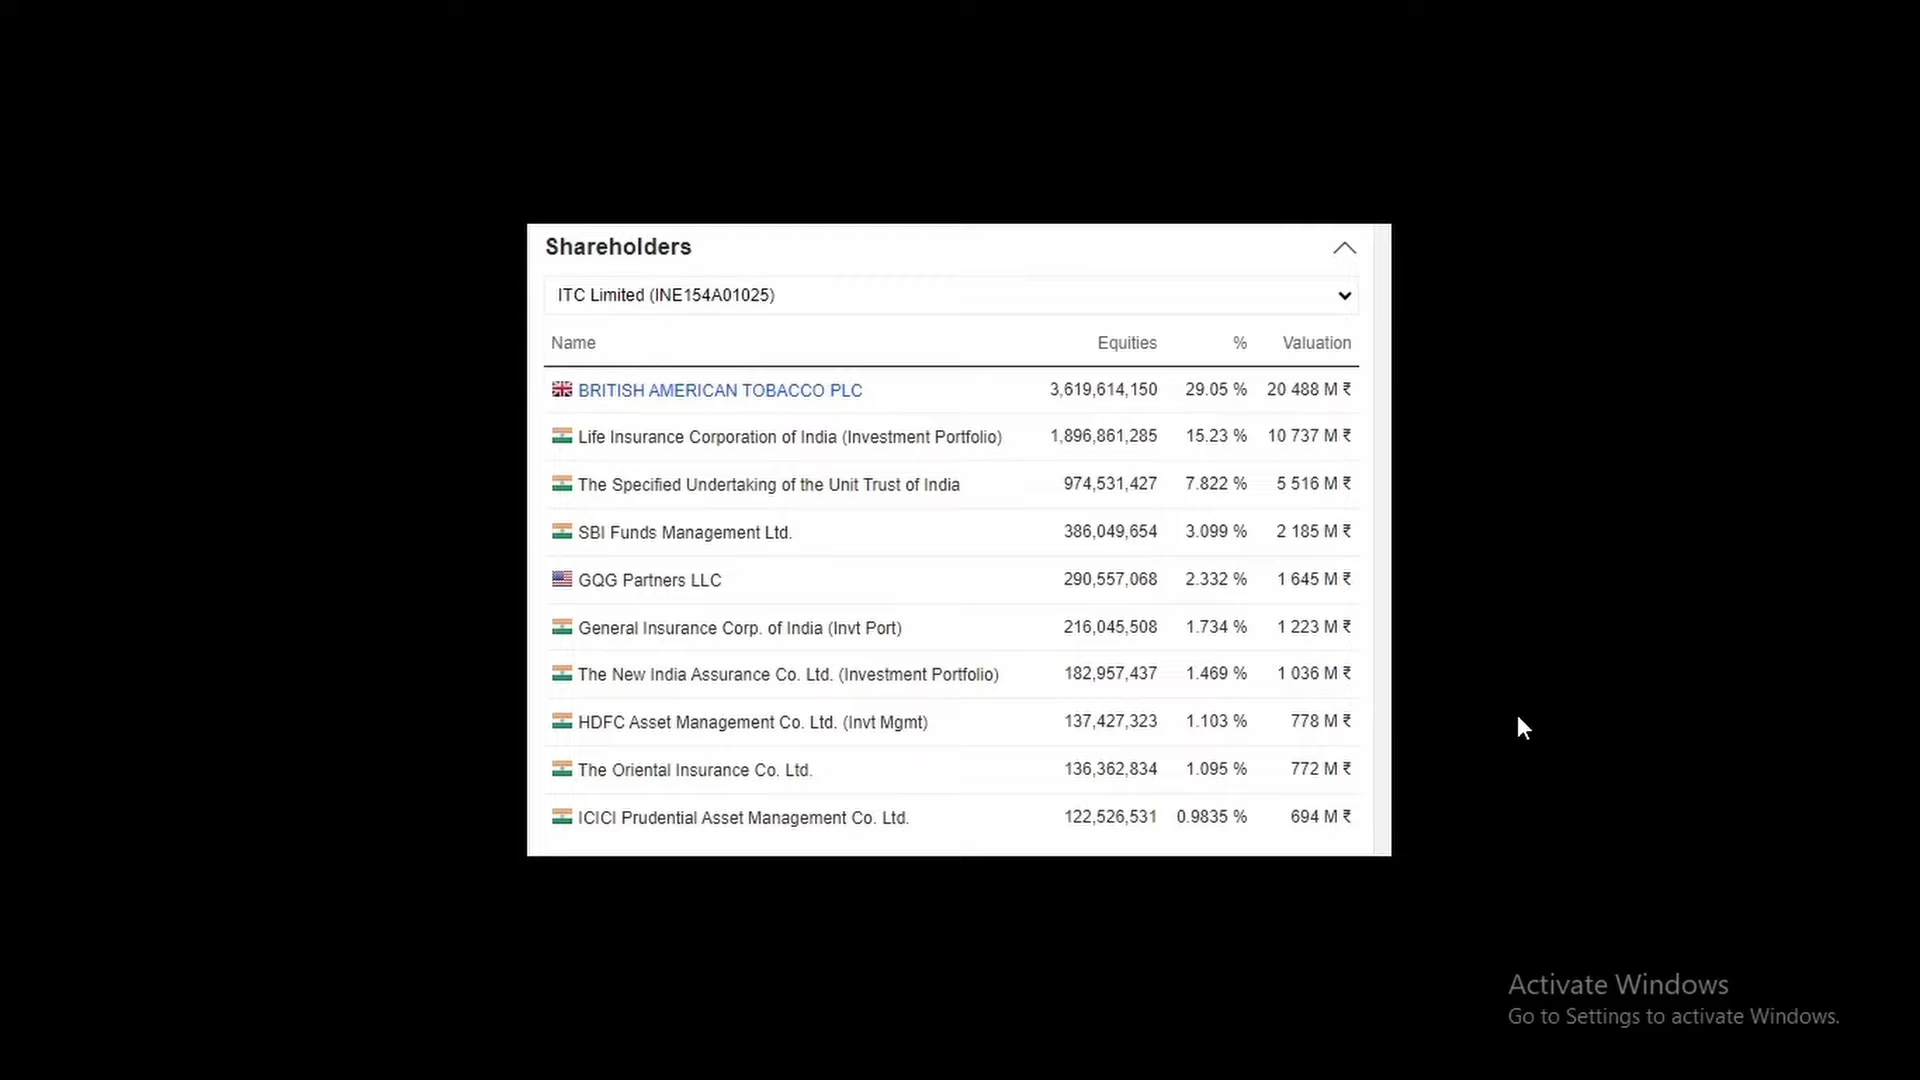 Shareholders
ITC Limited (INE154A01025)
Name Equities % Valuation
BRITISH AMERICAN TOBACCO PLC 3,619,614,150 29.05 % 20 488 M ₹
Life Insurance Corporation of India (Investment Portfolio) 1,896,861,285 15.23 % 10 737 M ₹
The Specified Undertaking of the Unit Trust of India 974,531,427 7.822 % 5 516 M ₹
SBI Funds Management Ltd. 386,049,654 3.099 % 2 185 M ₹
GQG Partners LLC 290,557,068 2.332 % 1 645 M ₹
General Insurance Corp. of India (Invt Port) 216,045,508 1.734 % 1 223 M ₹
The New India Assurance Co. Ltd. (Investment Portfolio) 182,957,437 1.469 % 1 036 M ₹
HDFC Asset Management Co. Ltd. (Invt Mgmt) 137,427,323 1.103 % 778 M ₹
The Oriental Insurance Co. Ltd. 136,362,834 1.095 % 772 M ₹
ICICI Prudential Asset Management Co. Ltd. 122,526,531 0.9835 % 694 M ₹
Activate Windows
Go to Settings to activate Windows.